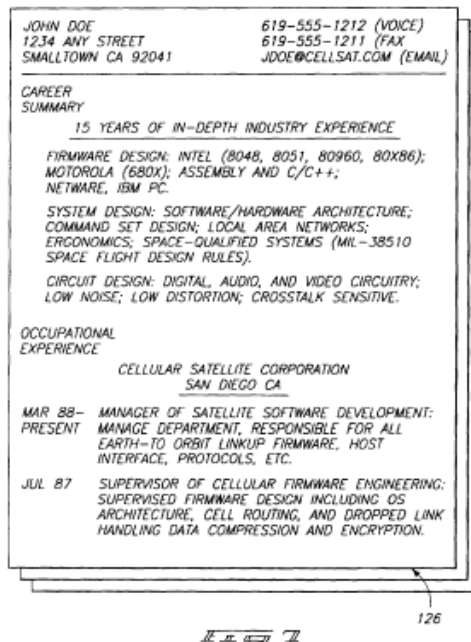 JOHN DOE 619-555-1212 (VOICE)
1234 ANY STREET 619-555-1211 (FAX
SMALLTOWN CA 92041 JDOE@CELLSAT.COM (EMAIL)
CAREER
SUMMARY
15 YEARS OF IN-DEPTH INDUSTRY EXPERIENCE
FIRMWARE DESIGN: INTEL (8048, 8051, 80960, 80X86);
MOTOROLA (680X); ASSEMBLY AND C/C++;
NETWARE, IBM PC.
SYSTEM DESIGN: SOFTWARE/HARDWARE ARCHITECTURE;
COMMAND SET DESIGN; LOCAL AREA NETWORKS;
ERGONOMICS; SPACE-QUALIFIED SYSTEMS (MIL-38510
SPACE FLIGHT DESIGN RULES).
CIRCUIT DESIGN: DIGITAL, AUDIO, AND VIDEO CIRCUITRY;
LOW NOISE; LOW DISTORTION; CROSSTALK SENSITIVE.
OCCUPATIONAL
EXPERIENCE
CELLULAR SATELLITE CORPORATION
SAN DIEGO CA
MAR 88- MANAGER OF SATELLITE SOFTWARE DEVELOPMENT:
PRESENT MANAGE DEPARTMENT, RESPONSIBLE FOR ALL
EARTH-TO ORBIT LINKUP FIRMWARE, HOST
INTERFACE, PROTOCOLS, ETC.
JUL 87 SUPERVISOR OF CELLULAR FIRMWARE ENGINEERING:
SUPERVISED FIRMWARE DESIGN INCLUDING OS
ARCHITECTURE, CELL ROUTING, AND DROPPED LINK
HANDLING DATA COMPRESSION AND ENCRYPTION.
126